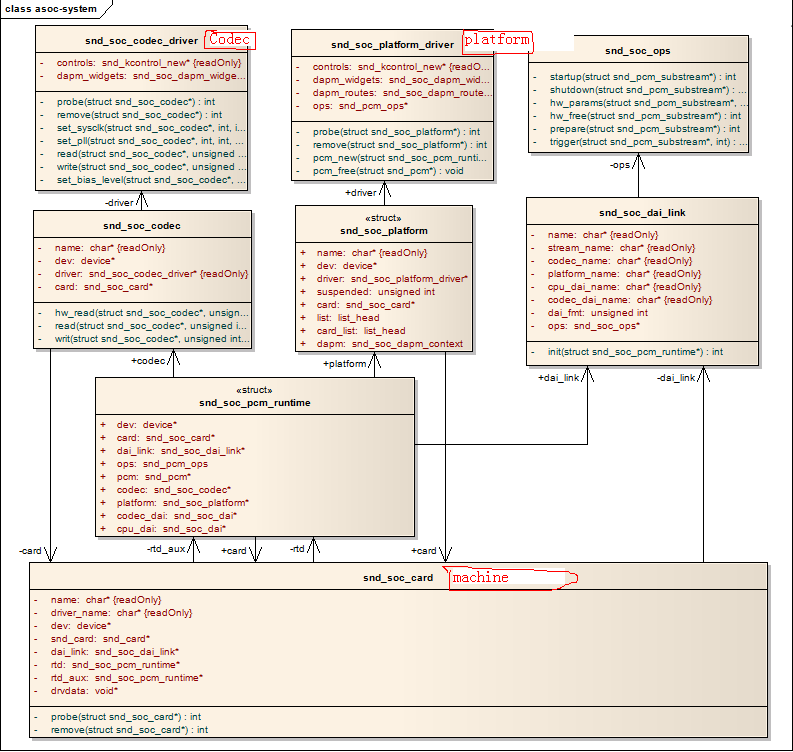 class asoc-system
snd_soc_codec_driver
Codec
- controls: snd_kcontrol_new* {readOnly}
- dapm_widgets: snd_soc_dapm_widge...
- probe(struct snd_soc_codec*) : int
- remove(struct snd_soc_codec*) : int
- set_sysclk(struct snd_soc_codec*, int, i...
- set_pll(struct snd_soc_codec*, int, int, ...
- read(struct snd_soc_codec*, unsigned ...
- write(struct snd_soc_codec*, unsigned ...
- set_bias_level(struct snd_soc_codec*, ...
snd_soc_platform_driver
platform
- controls: snd_kcontrol_new* {readO...
- dapm_widgets: snd_soc_dapm_wid...
- dapm_routes: snd_soc_dapm_route...
- ops: snd_pcm_ops*
- probe(struct snd_soc_platform*) : int
- remove(struct snd_soc_platform*) : int
- pcm_new(struct snd_soc_pcm_runti...
- pcm_free(struct snd_pcm*) : void
snd_soc_ops
- startup(struct snd_pcm_substream*) : int
- shutdown(struct snd_pcm_substream*) : ...
- hw_params(struct snd_pcm_substream*, ...
- hw_free(struct snd_pcm_substream*) : int
- prepare(struct snd_pcm_substream*) : int
- trigger(struct snd_pcm_substream*, int) : ...
-driver
+driver
-ops
snd_soc_codec
- name: char* {readOnly}
- dev: device*
- driver: snd_soc_codec_driver* {readOnly}
- card: snd_soc_card*
- hw_read(struct snd_soc_codec*, unsign...
- read(struct snd_soc_codec*, unsigned i...
- writ(struct snd_soc_codec*, unsigned int...
«struct»
snd_soc_platform
+ name: char* {readOnly}
+ dev: device*
+ driver: snd_soc_platform_driver*
+ suspended: unsigned int
+ card: snd_soc_card*
+ list: list_head
+ card_list: list_head
+ dapm: snd_soc_dapm_context
snd_soc_dai_link
- name: char* {readOnly}
- stream_name: char* {readOnly}
- codec_name: char* {readOnly}
- platform_name: char* {readOnly}
- cpu_dai_name: char* {readOnly}
- codec_dai_name: char* {readOnly}
- dai_fmt: unsigned int
- ops: snd_soc_ops*
- init(struct snd_soc_pcm_runtime*) : int
+codec
+platform
+dai_link
-dai_link
«struct»
snd_soc_pcm_runtime
+ dev: device*
+ card: snd_soc_card*
+ dai_link: snd_soc_dai_link*
+ ops: snd_pcm_ops
+ pcm: snd_pcm*
+ codec: snd_soc_codec*
+ platform: snd_soc_platform*
+ codec_dai: snd_soc_dai*
+ cpu_dai: snd_soc_dai*
-card
-rtd_aux
+card
-rtd
+card
snd_soc_card
machine
- name: char* {readOnly}
- driver_name: char* {readOnly}
- dev: device*
- snd_card: snd_card*
- dai_link: snd_soc_dai_link*
- rtd: snd_soc_pcm_runtime*
- rtd_aux: snd_soc_pcm_runtime*
- drvdata: void*
- probe(struct snd_soc_card*) : int
- remove(struct snd_soc_card*) : int